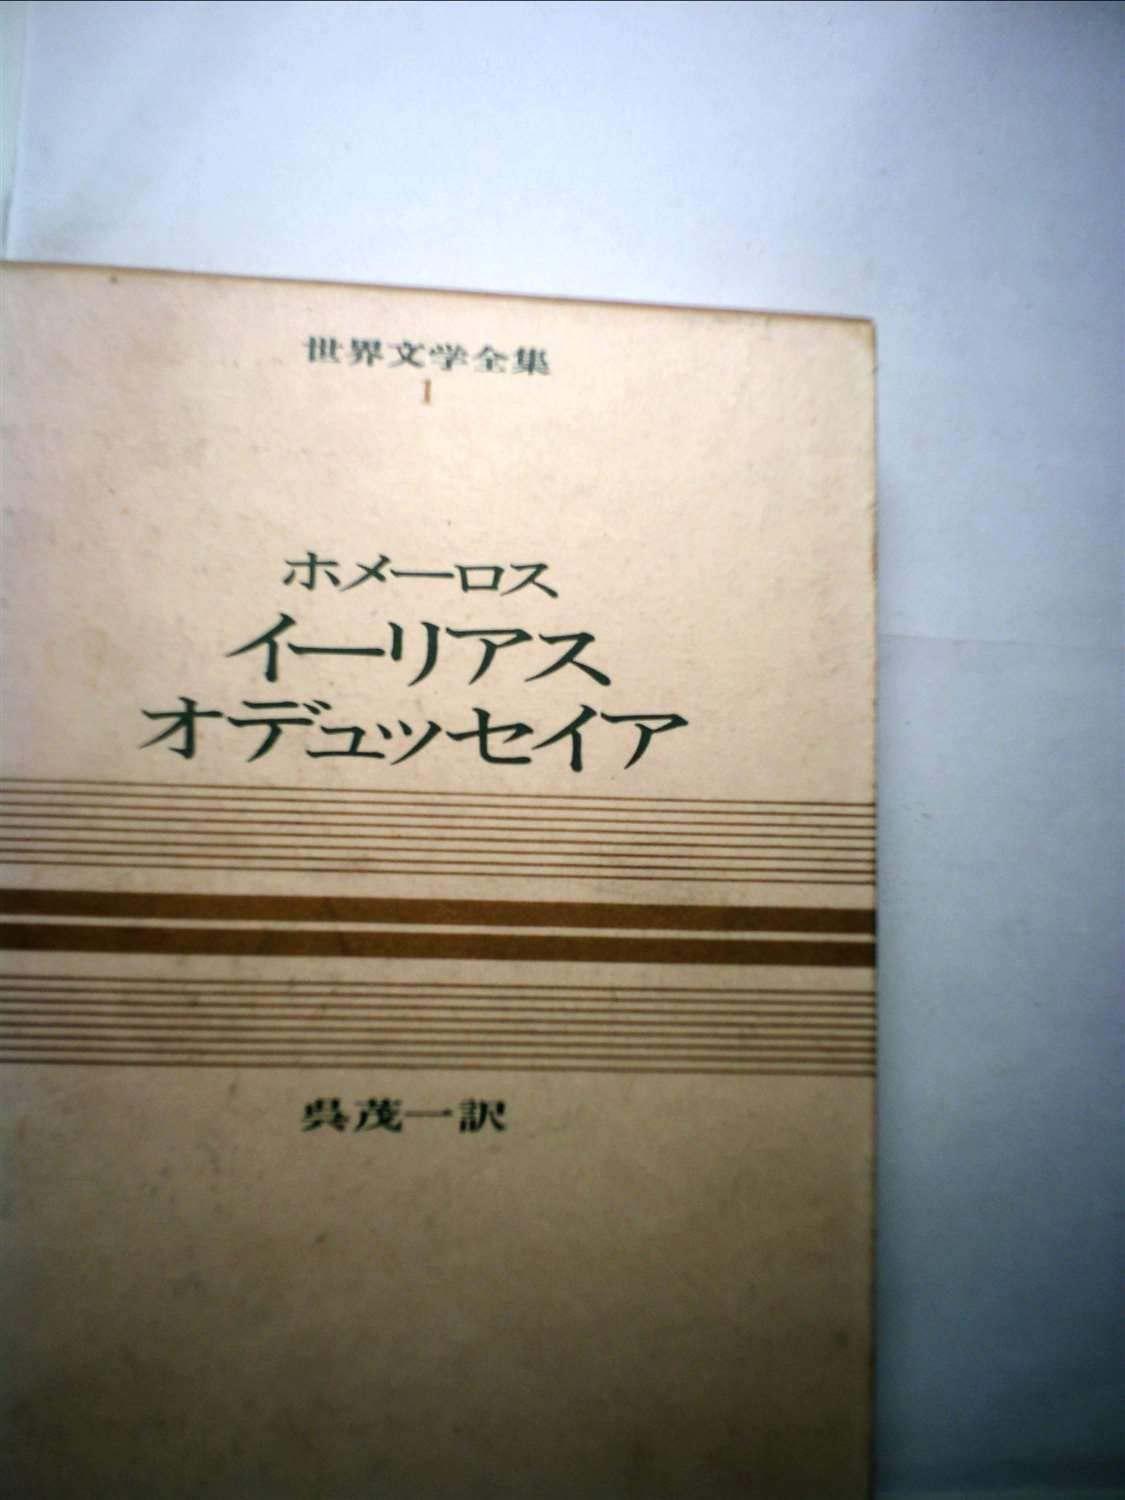 世界文学全集
1
ホメーロス
イーリアス
オデュッセイア
呉茂一訳